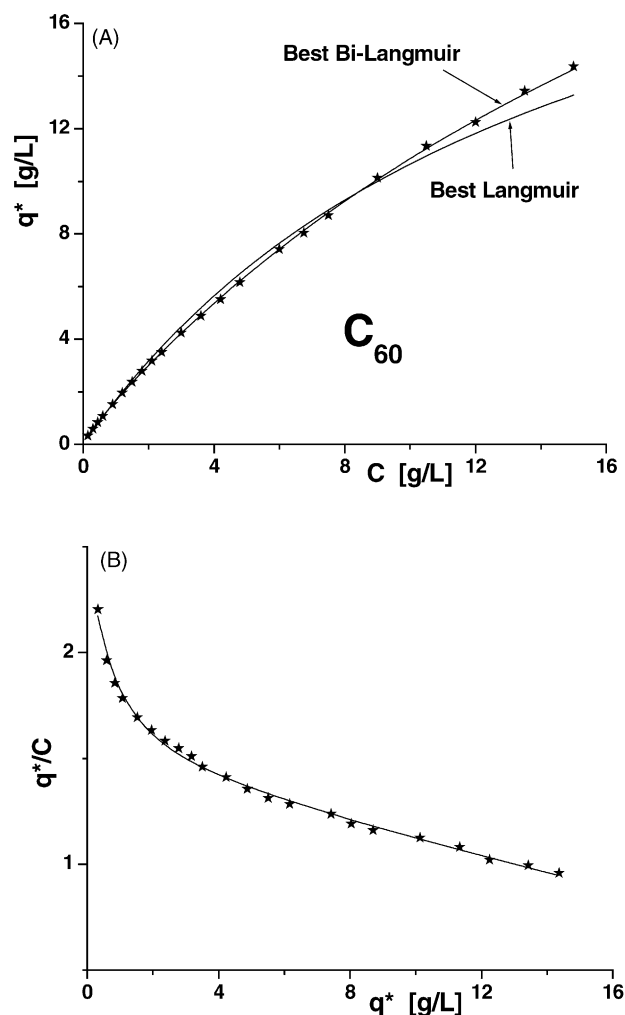 (A)
16
12
8
4
0
q* [g/L]
Best Bi-Langmuir
Best Langmuir
C60
0 4 8 12 16
C [g/L]
(B)
2
1
q*/C
0 4 8 12 16
q* [g/L]